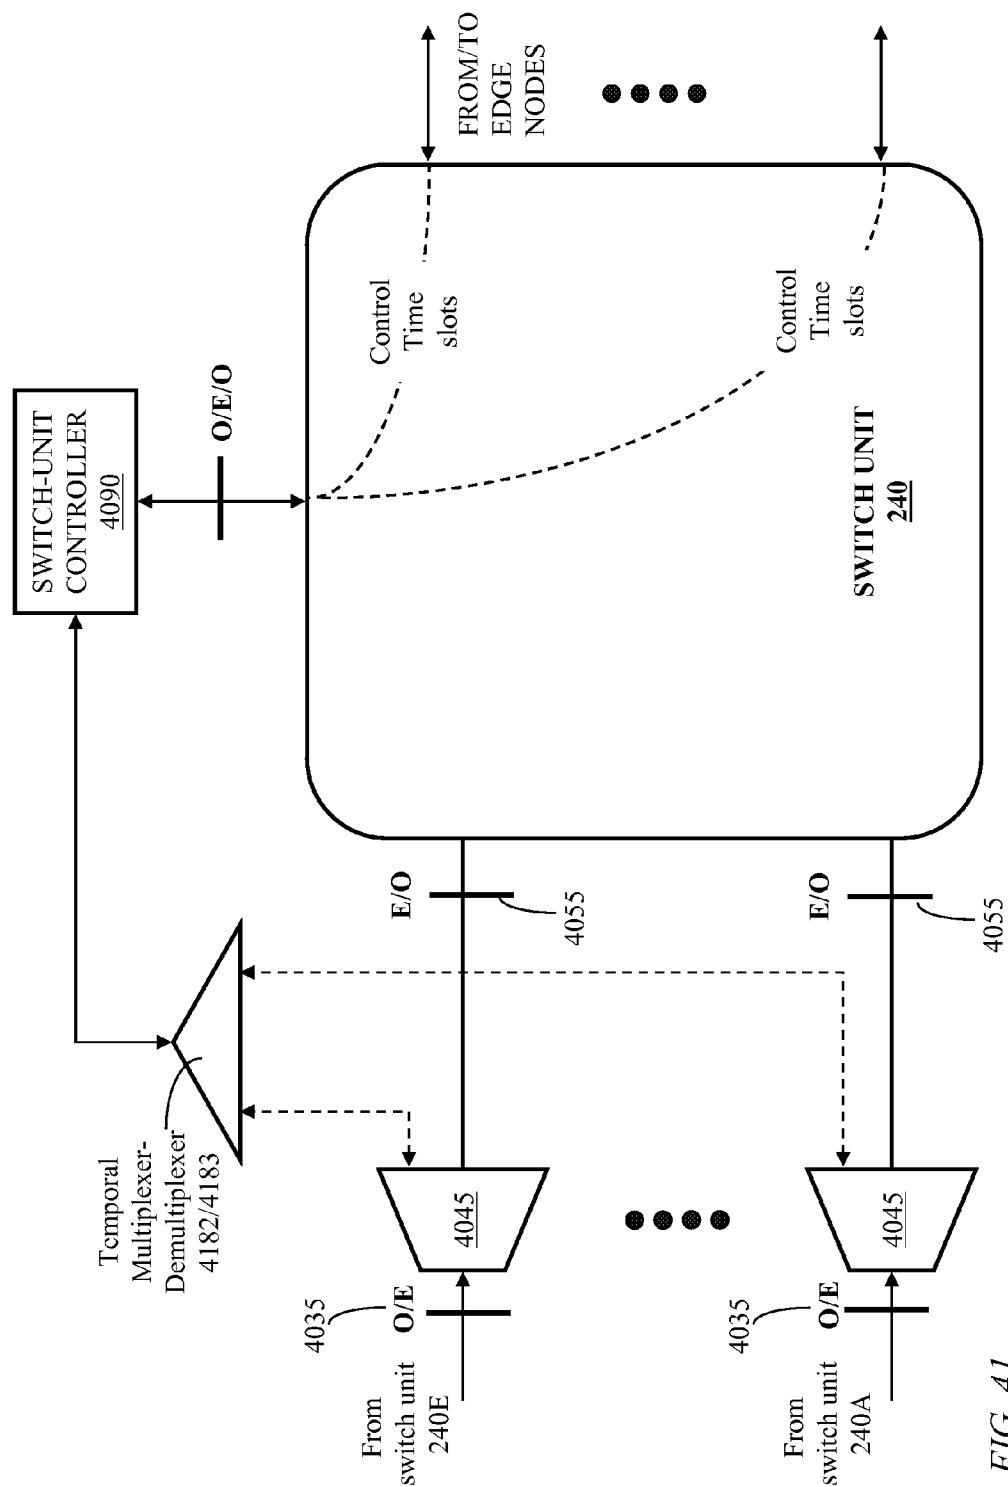 SWITCH-UNIT
CONTROLLER
4090
O/E/O
FROM/TO
EDGE
NODES
Control
Time
slots
Control
Time
slots
SWITCH UNIT
240
Temporal
Multiplexer-
Demultiplexer
4182/4183
E/O
4055
E/O
4055
4045
4045
4035
O/E
4035
O/E
From
switch unit
240E
From
switch unit
240A
FIG. 41